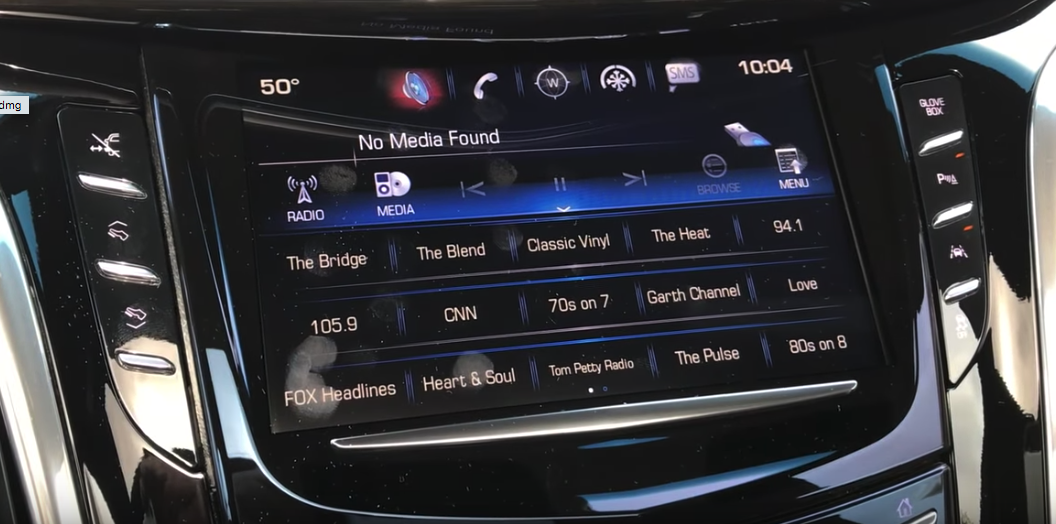 50°
W
SMS
10:04
dmg
GLOVE
BOX
No Media Found
RADIO
MEDIA
BROWSE
MENU
The Bridge
The Blend
Classic Vinyl
The Heat
94.1
105.9
CNN
70s on 7
Garth Channel
Love
FOX Headlines
Heart & Soul
Tom Petty Radio
The Pulse
80s on 8